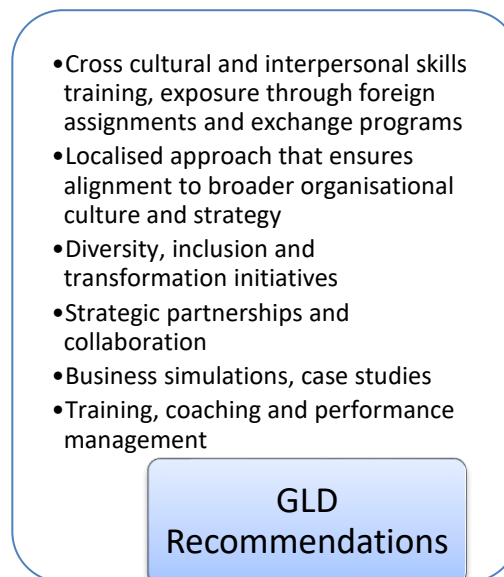 •Cross cultural and interpersonal skills
training, exposure through foreign
assignments and exchange programs
•Localised approach that ensures
alignment to broader organisational
culture and strategy
•Diversity, inclusion and
transformation initiatives
•Strategic partnerships and
collaboration
•Business simulations, case studies
•Training, coaching and performance
management
GLD
Recommendations